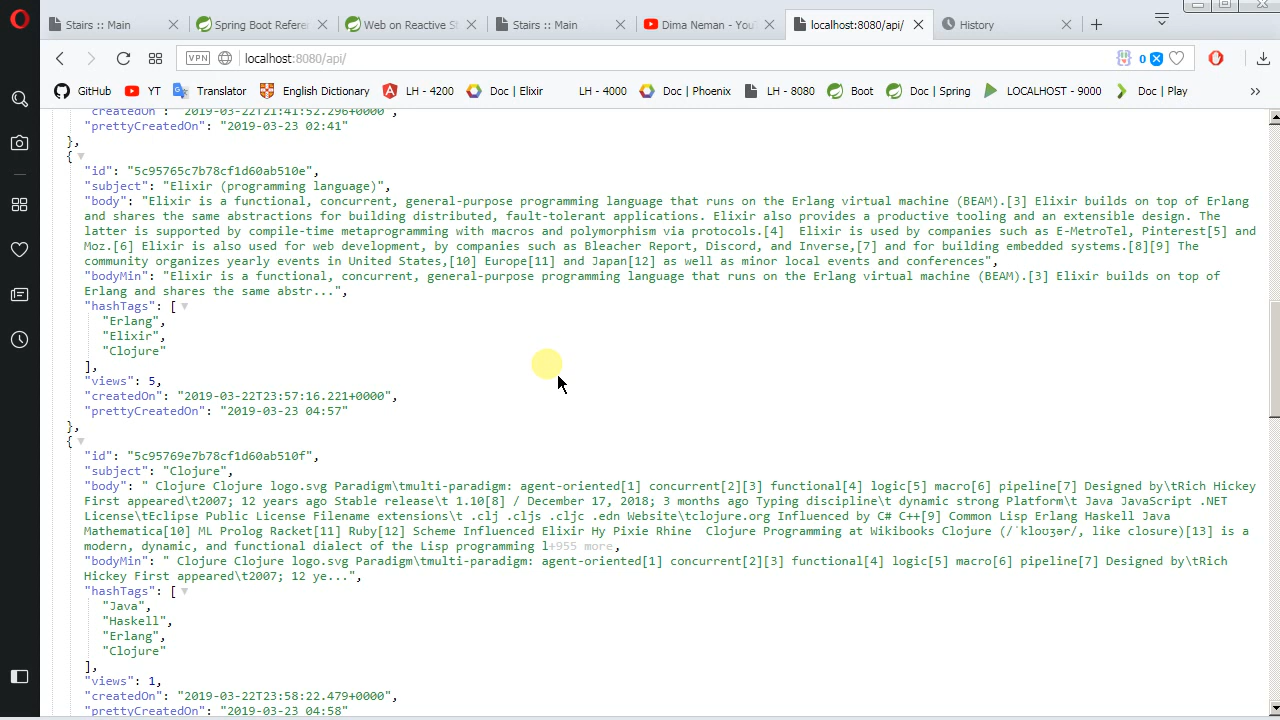 Stairs :: Main
Spring Boot Refere
Web on Reactive St
Stairs :: Main
Dima Neman - You
localhost:8080/api/
History
VPN
localhost:8080/api/
0
GitHub
YT
Translator
English Dictionary
LH - 4200
Doc | Elixir
LH - 4000
Doc | Phoenix
LH - 8080
Boot
Doc | Spring
LOCALHOST - 9000
Doc | Play
"createdOn": "2019-03-22T21:41:52.296+0000",
"prettyCreatedOn": "2019-03-23 02:41"
},
{
"id": "5c95765c7b78cf1d60ab510e",
"subject": "Elixir (programming language)",
"body": "Elixir is a functional, concurrent, general-purpose programming language that runs on the Erlang virtual machine (BEAM).[3] Elixir builds on top of Erlang
and shares the same abstractions for building distributed, fault-tolerant applications. Elixir also provides a productive tooling and an extensible design. The
latter is supported by compile-time metaprogramming with macros and polymorphism via protocols.[4]  Elixir is used by companies such as E-MetroTel, Pinterest[5] and
Moz.[6] Elixir is also used for web development, by companies such as Bleacher Report, Discord, and Inverse,[7] and for building embedded systems.[8][9] The
community organizes yearly events in United States,[10] Europe[11] and Japan[12] as well as minor local events and conferences",
"bodyMin": "Elixir is a functional, concurrent, general-purpose programming language that runs on the Erlang virtual machine (BEAM).[3] Elixir builds on top of
Erlang and shares the same abstr...",
"hashTags": [
"Erlang",
"Elixir",
"Clojure"
],
"views": 5,
"createdOn": "2019-03-22T23:57:16.221+0000",
"prettyCreatedOn": "2019-03-23 04:57"
},
{
"id": "5c95769e7b78cf1d60ab510f",
"subject": "Clojure",
"body": " Clojure Clojure logo.svg Paradigm\tmulti-paradigm: agent-oriented[1] concurrent[2][3] functional[4] logic[5] macro[6] pipeline[7] Designed by\tRich Hickey
First appeared\t2007; 12 years ago Stable release\t 1.10[8] / December 17, 2018; 3 months ago Typing discipline\t dynamic strong Platform\t Java JavaScript .NET
License\tEclipse Public License Filename extensions\t .clj .cljs .cljc .edn Website\tclojure.org Influenced by C# C++[9] Common Lisp Erlang Haskell Java
Mathematica[10] ML Prolog Racket[11] Ruby[12] Scheme Influenced Elixir Hy Pixie Rhine  Clojure Programming at Wikibooks Clojure (/ˈkloʊʒər/, like closure)[13] is a
modern, dynamic, and functional dialect of the Lisp programming l+955 more,
"bodyMin": " Clojure Clojure logo.svg Paradigm\tmulti-paradigm: agent-oriented[1] concurrent[2][3] functional[4] logic[5] macro[6] pipeline[7] Designed by\tRich
Hickey First appeared\t2007; 12 ye...",
"hashTags": [
"Java",
"Haskell",
"Erlang",
"Clojure"
],
"views": 1,
"createdOn": "2019-03-22T23:58:22.479+0000",
"prettyCreatedOn": "2019-03-23 04:58"